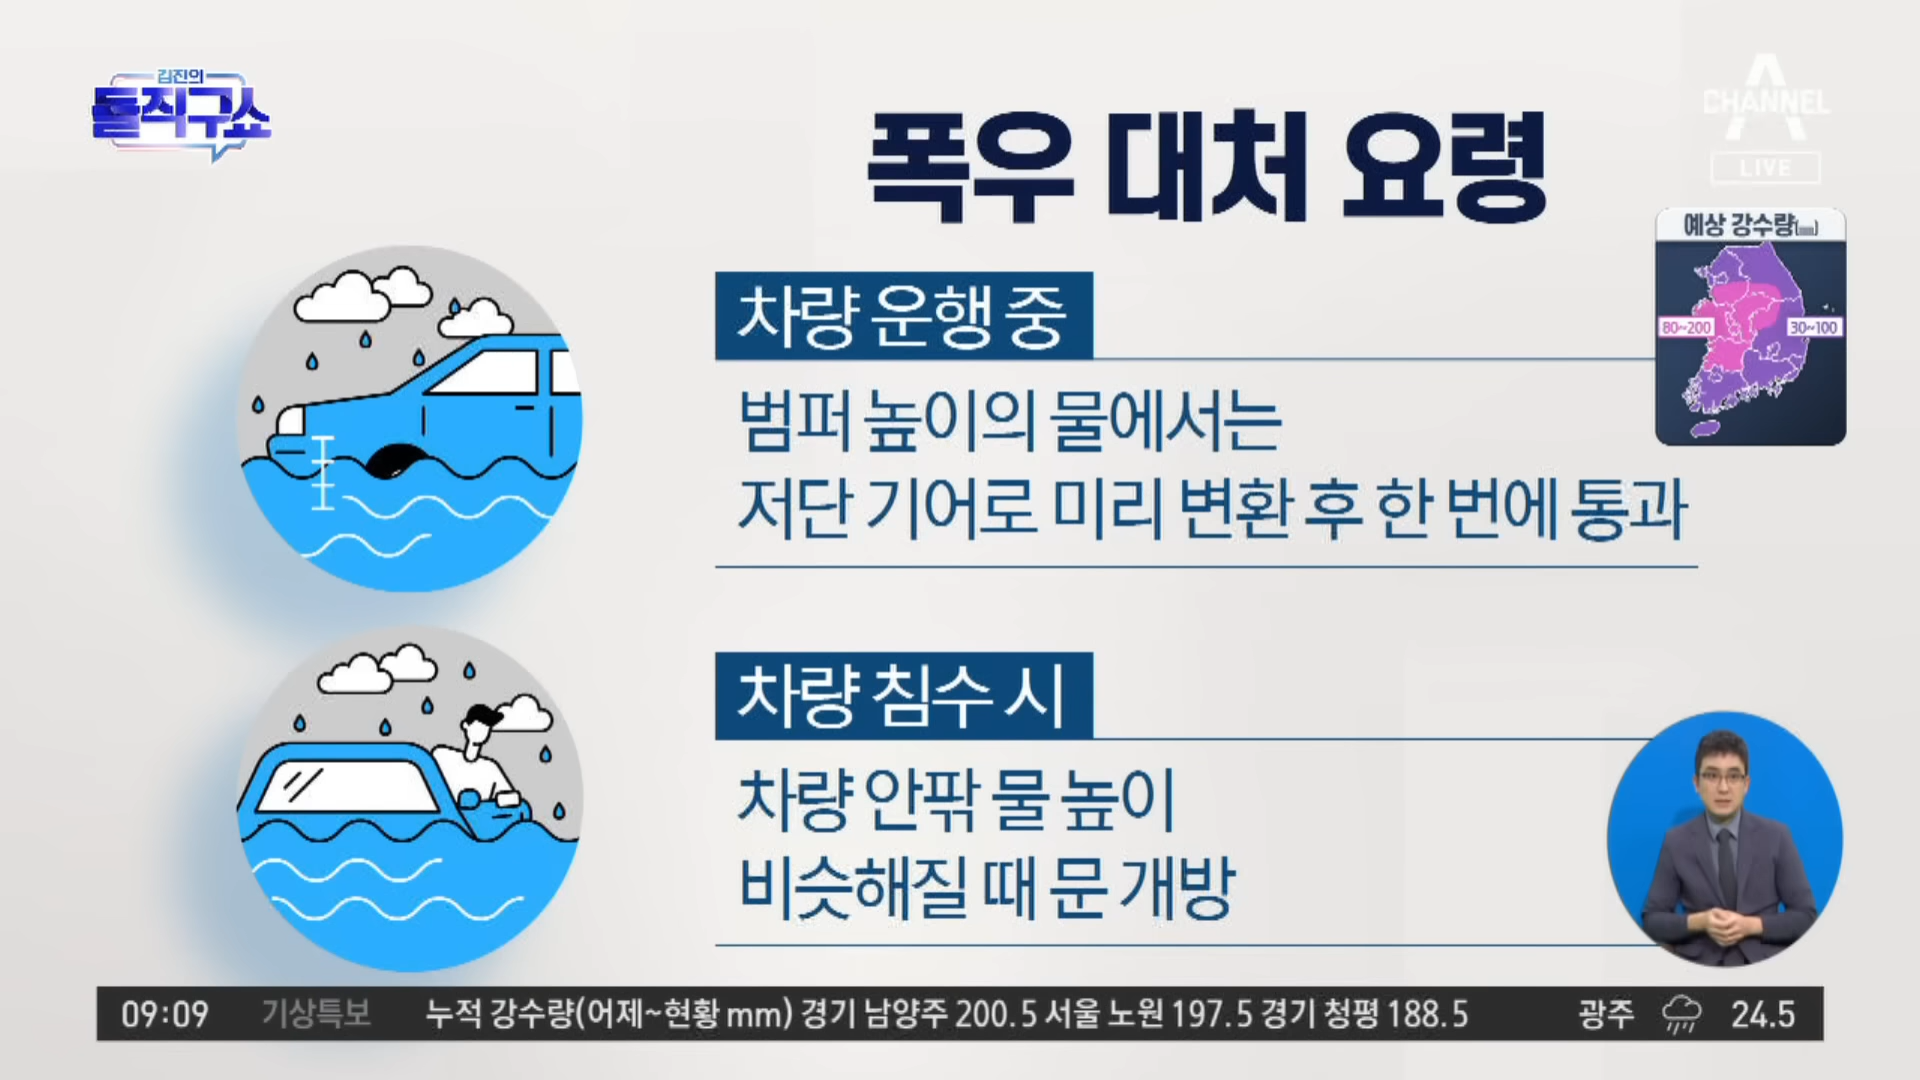 김진의
돌직구쇼
CHANNEL A
LIVE
폭우 대처 요령
예상 강수량(㎜)
80~200
30~100
차량 운행 중
범퍼 높이의 물에서는
저단 기어로 미리 변환 후 한 번에 통과
차량 침수 시
차량 안팎 물 높이
비슷해질 때 문 개방
09:09 기상특보 누적 강수량(어제~현황 mm) 경기 남양주 200.5 서울 노원 197.5 경기 청평 188.5 광주 24.5